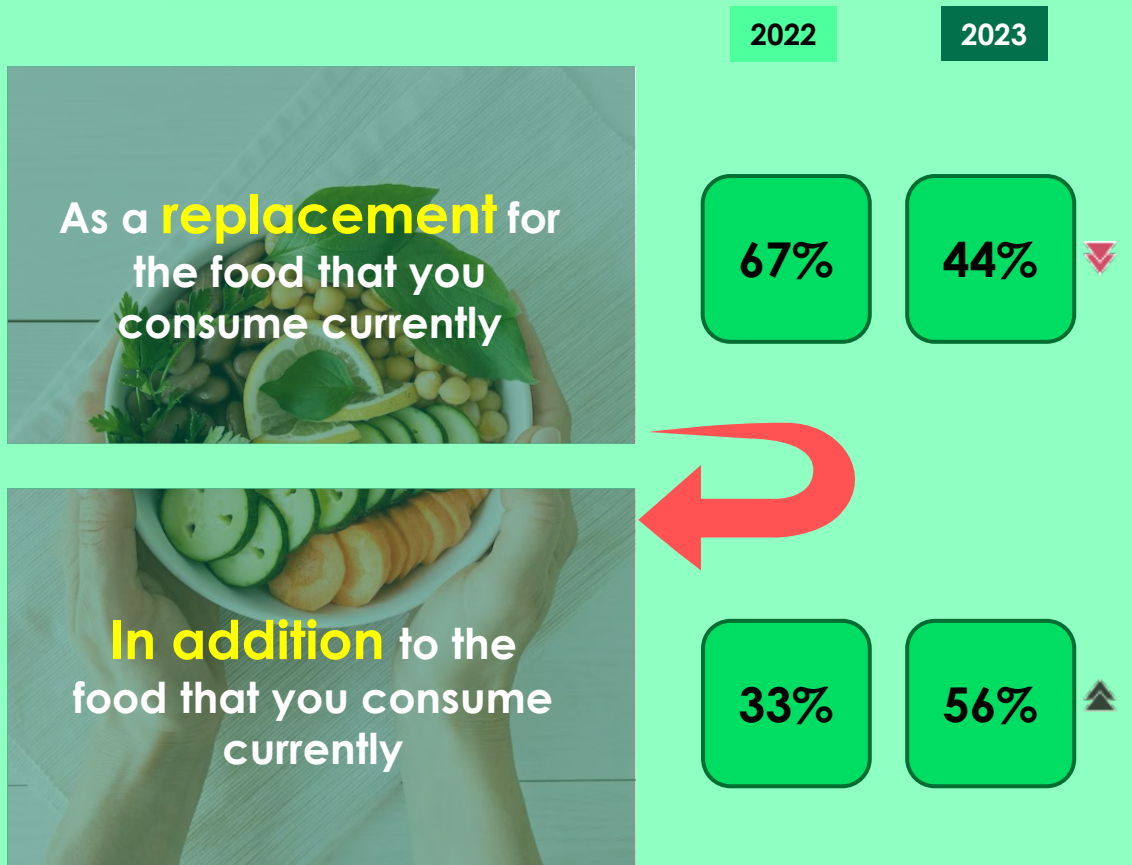 2022 2023
As a replacement for
the food that you
consume currently
67% 44%
In addition to the
food that you consume
currently
33% 56%